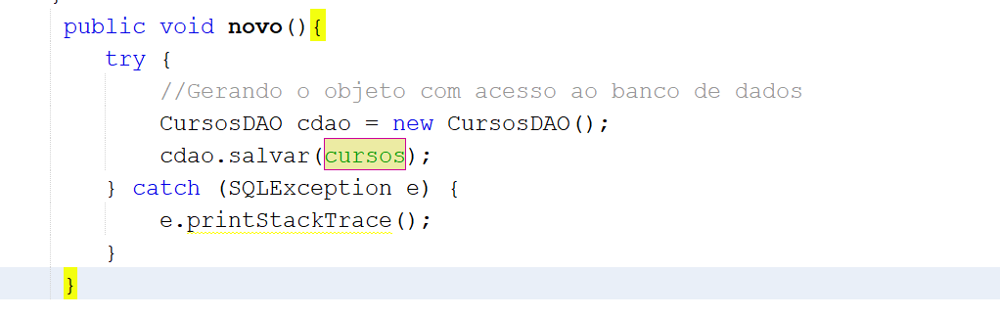 }
public void novo(){
try {
//Gerando o objeto com acesso ao banco de dados
CursosDAO cdao = new CursosDAO();
cdao.salvar(cursos);
} catch (SQLException e) {
e.printStackTrace();
}
}